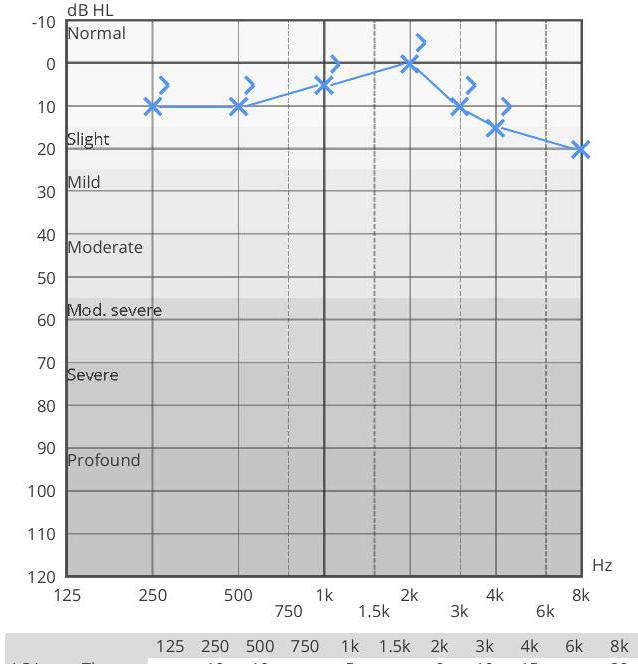 dB HL
-10
Normal
0
10
Slight
20
Mild
30
40
Moderate
50
Mod. severe
60
70
Severe
80
90
Profound
100
110
120
Hz
125 250 500 1k 2k 4k 8k
750 1.5k 3k 6k
125 250 500 750 1k 1.5k 2k 3k 4k 6k 8k